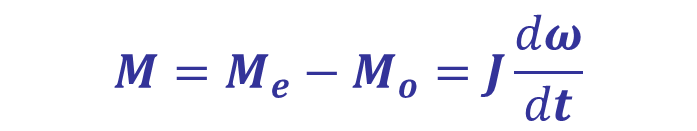 M = Mₑ − Mₒ = J dω/dt